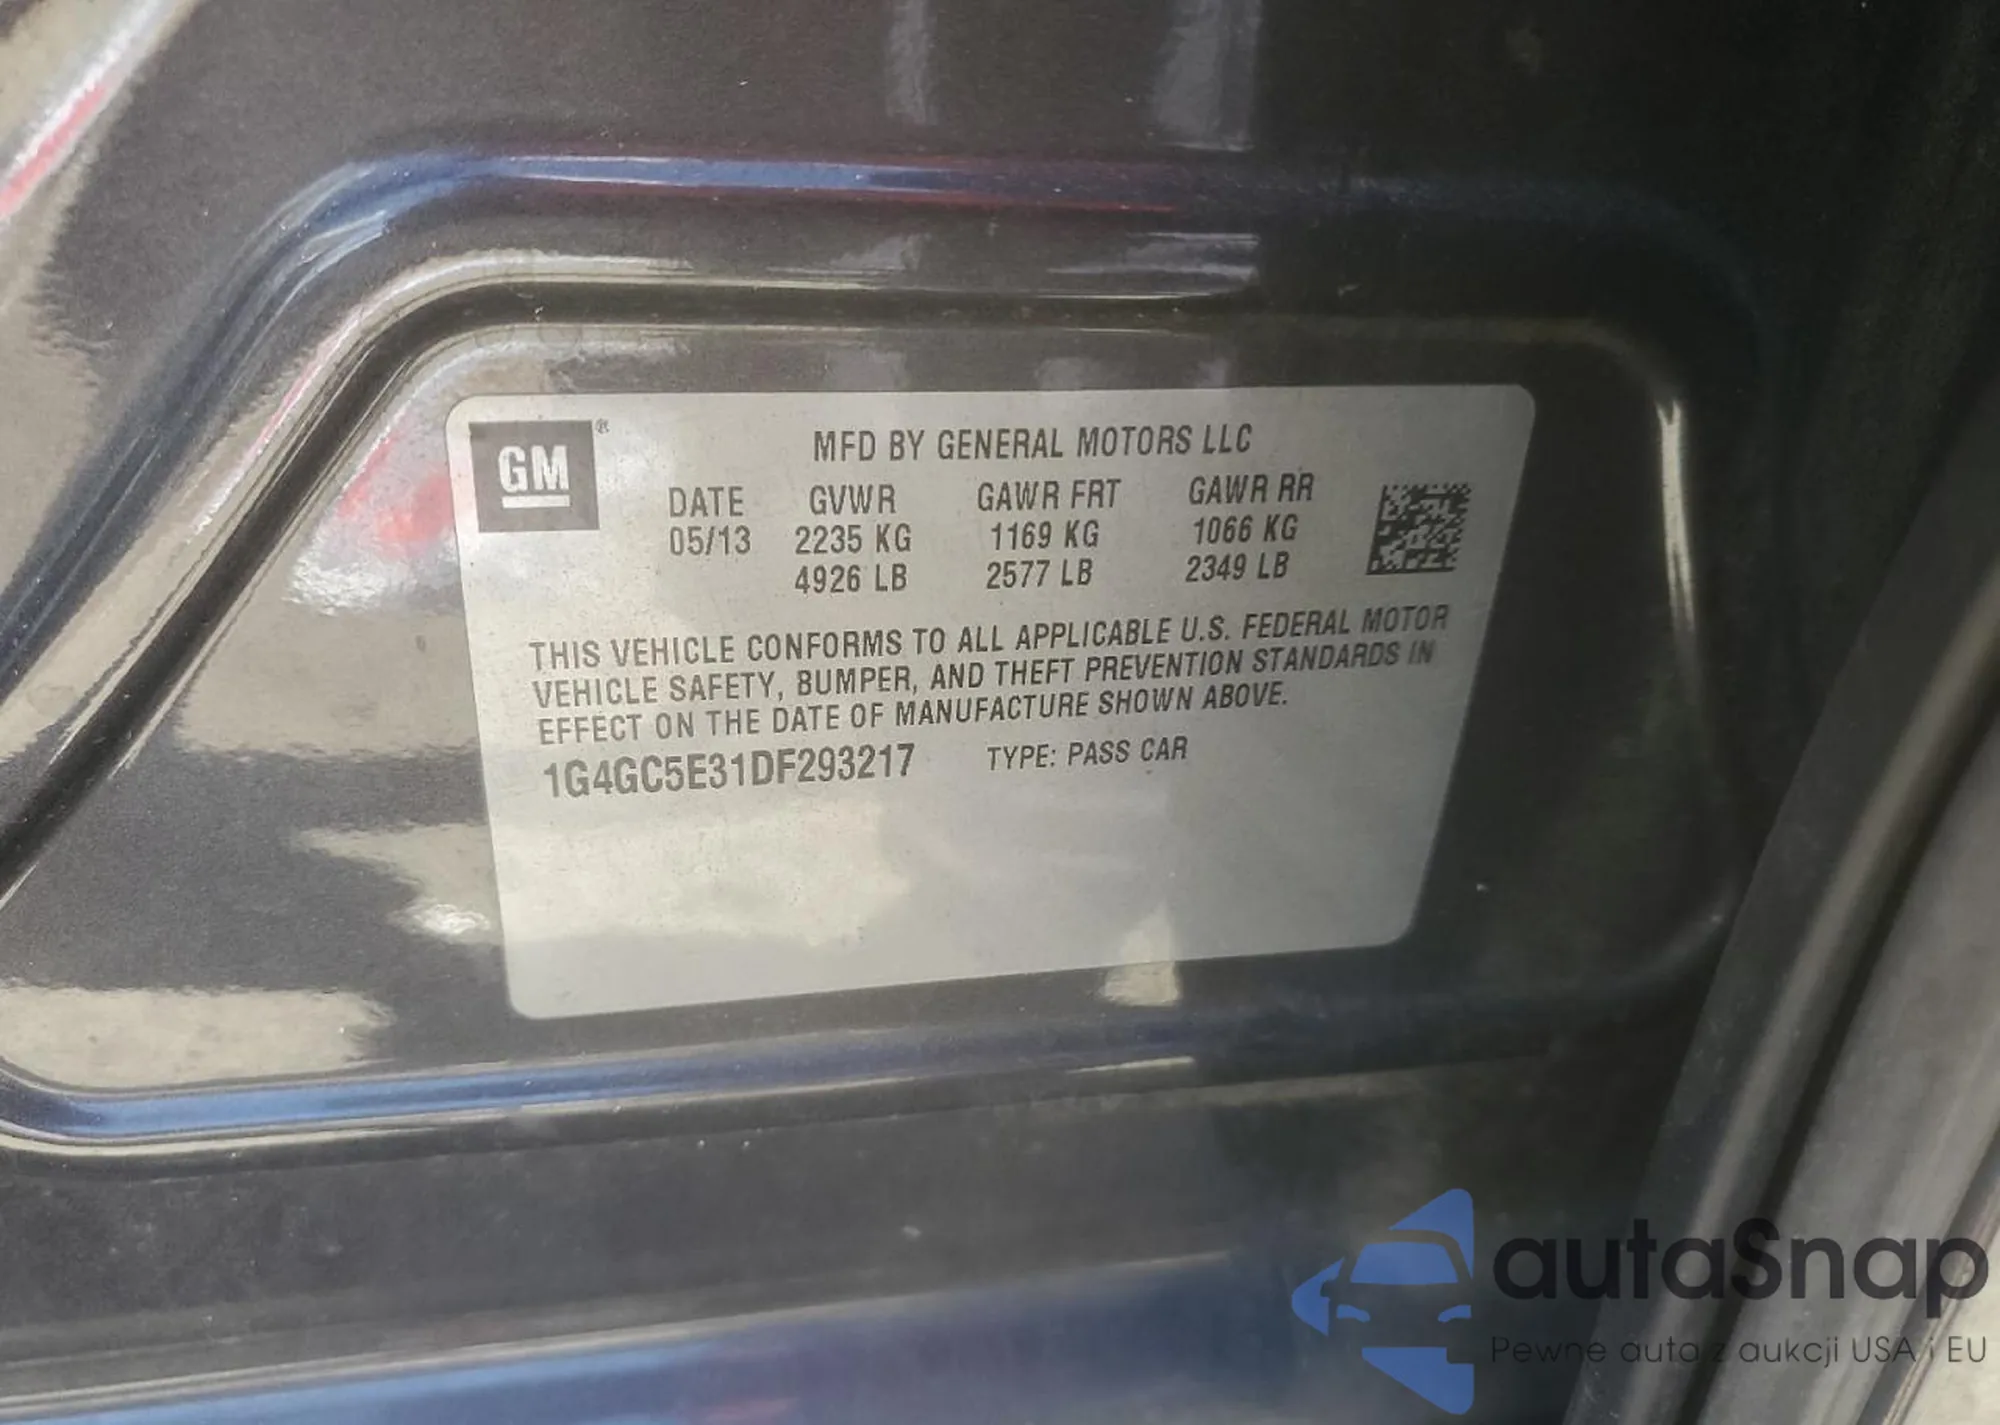 GM®
MFD BY GENERAL MOTORS LLC
DATE GVWR GAWR FRT GAWR RR
05/13 2235 KG 1169 KG 1066 KG
4926 LB 2577 LB 2349 LB
THIS VEHICLE CONFORMS TO ALL APPLICABLE U.S. FEDERAL MOTOR
VEHICLE SAFETY, BUMPER, AND THEFT PREVENTION STANDARDS IN
EFFECT ON THE DATE OF MANUFACTURE SHOWN ABOVE.
1G4GC5E31DF293217 TYPE: PASS CAR
autaSnap
Pewne auta z aukcji USA i EU